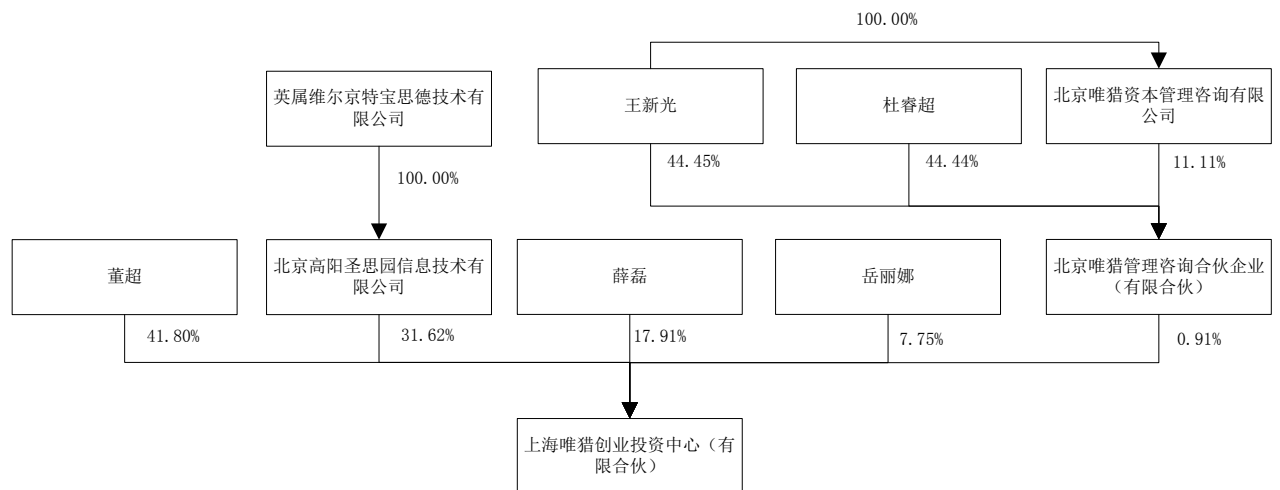 100.00%
英属维尔京特宝思德技术有
限公司
王新光
杜睿超
北京唯猎资本管理咨询有限
公司
100.00%
44.45%
44.44%
11.11%
董超
北京高阳圣思园信息技术有
限公司
薛磊
岳丽娜
北京唯猎管理咨询合伙企业
（有限合伙）
41.80%
31.62%
17.91%
7.75%
0.91%
上海唯猎创业投资中心（有
限合伙）